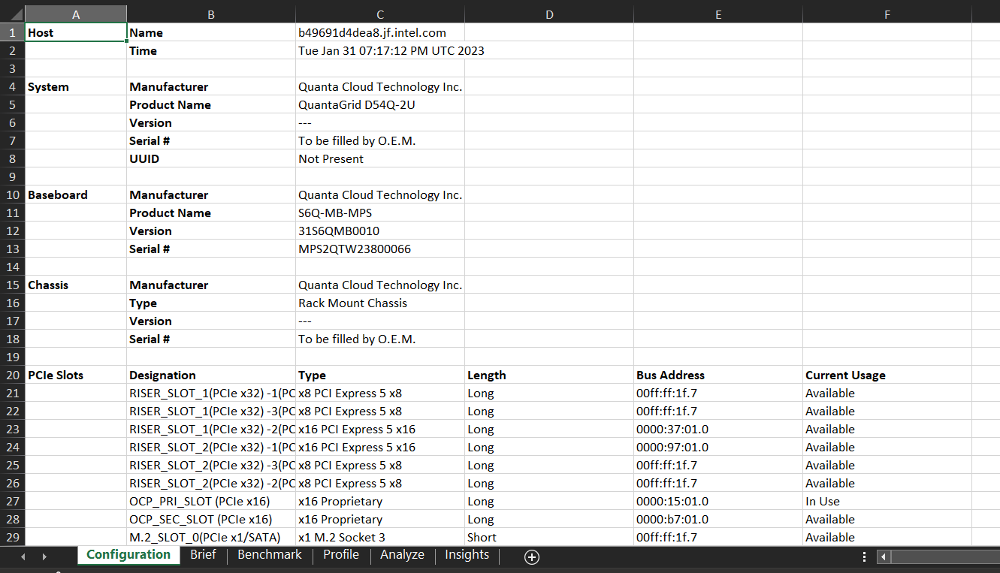 A B C D E F
1 Host Name b49691d4dea8.jf.intel.com
2 Time Tue Jan 31 07:17:12 PM UTC 2023
3
4 System Manufacturer Quanta Cloud Technology Inc.
5 Product Name QuantaGrid D54Q-2U
6 Version ---
7 Serial # To be filled by O.E.M.
8 UUID Not Present
9
10 Baseboard Manufacturer Quanta Cloud Technology Inc.
11 Product Name S6Q-MB-MPS
12 Version 31S6QMB0010
13 Serial # MPS2QTW23800066
14
15 Chassis Manufacturer Quanta Cloud Technology Inc.
16 Type Rack Mount Chassis
17 Version ---
18 Serial # To be filled by O.E.M.
19
20 PCIe Slots Designation Type Length Bus Address Current Usage
21 RISER_SLOT_1(PCIe x32) -1(PC x8 PCI Express 5 x8 Long 00ff:ff:1f.7 Available
22 RISER_SLOT_1(PCIe x32) -3(PC x8 PCI Express 5 x8 Long 00ff:ff:1f.7 Available
23 RISER_SLOT_1(PCIe x32) -2(PC x16 PCI Express 5 x16 Long 0000:37:01.0 Available
24 RISER_SLOT_2(PCIe x32) -1(PC x16 PCI Express 5 x16 Long 0000:97:01.0 Available
25 RISER_SLOT_2(PCIe x32) -3(PC x8 PCI Express 5 x8 Long 00ff:ff:1f.7 Available
26 RISER_SLOT_2(PCIe x32) -2(PC x8 PCI Express 5 x8 Long 00ff:ff:1f.7 Available
27 OCP_PRI_SLOT (PCIe x16) x16 Proprietary Long 0000:15:01.0 In Use
28 OCP_SEC_SLOT (PCIe x16) x16 Proprietary Long 0000:b7:01.0 Available
29 M.2_SLOT_0(PCIe x1/SATA) x1 M.2 Socket 3 Short 00ff:ff:1f.7 Available
Configuration Brief Benchmark Profile Analyze Insights